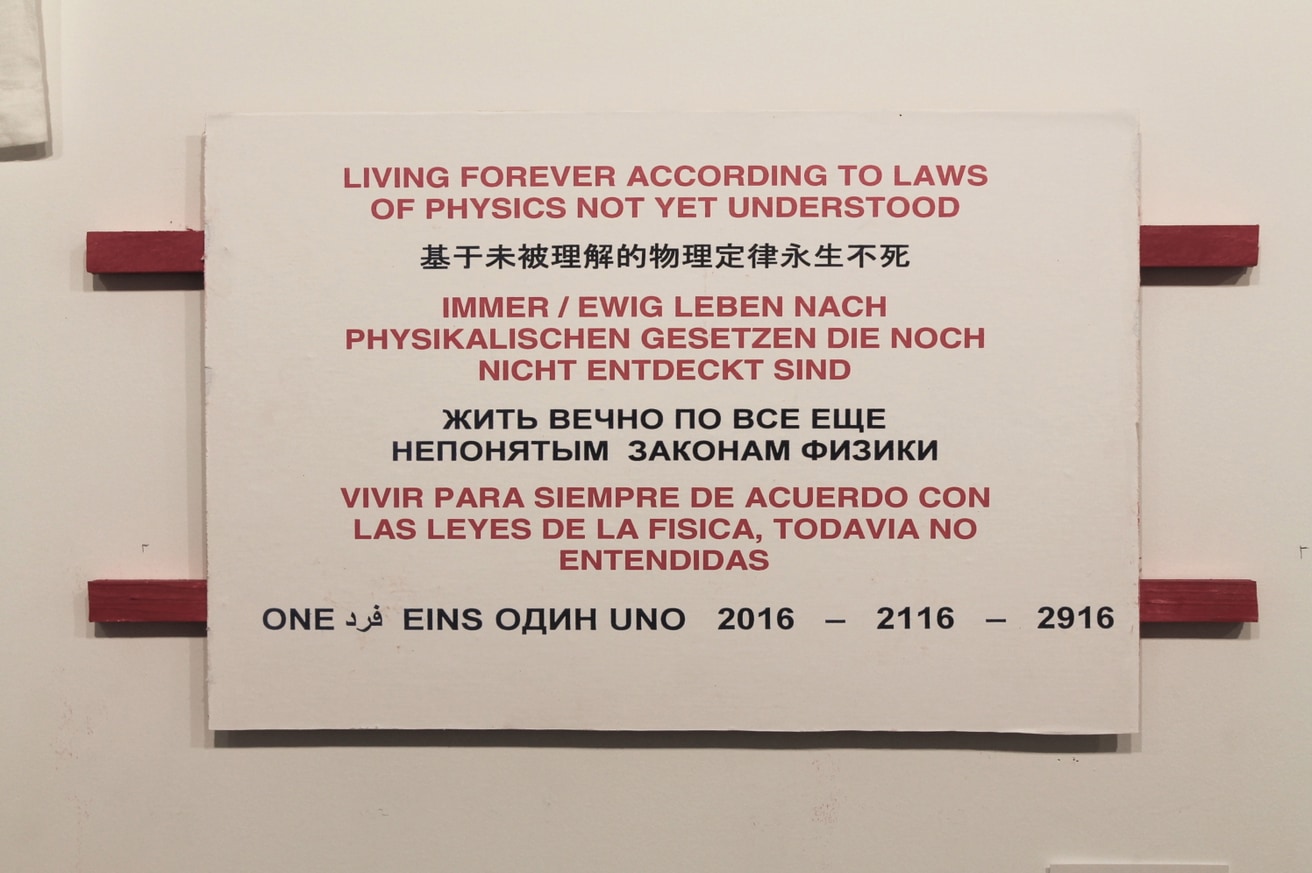 LIVING FOREVER ACCORDING TO LAWS
OF PHYSICS NOT YET UNDERSTOOD
基于未被理解的物理定律永生不死
IMMER / EWIG LEBEN NACH
PHYSIKALISCHEN GESETZEN DIE NOCH
NICHT ENTDECKT SIND
ЖИТЬ ВЕЧНО ПО ВСЕ ЕЩЕ
НЕПОНЯТЫМ ЗАКОНАМ ФИЗИКИ
VIVIR PARA SIEMPRE DE ACUERDO CON
LAS LEYES DE LA FISICA, TODAVIA NO
ENTENDIDAS
ONE فرد EINS ОДИН UNO 2016 – 2116 – 2916